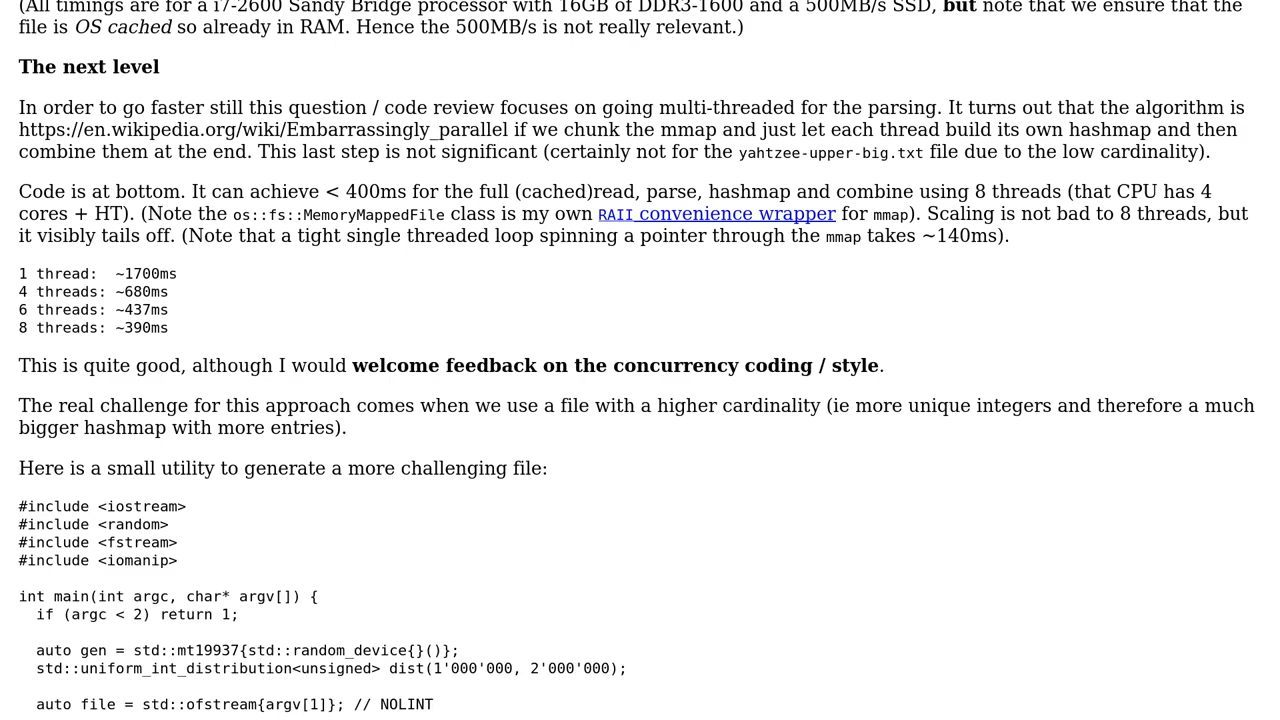 (All timings are for a i7-2600 Sandy Bridge processor with 16GB of DDR3-1600 and a 500MB/s SSD, but note that we ensure that the
file is OS cached so already in RAM. Hence the 500MB/s is not really relevant.)
The next level
In order to go faster still this question / code review focuses on going multi-threaded for the parsing. It turns out that the algorithm is
https://en.wikipedia.org/wiki/Embarrassingly_parallel if we chunk the mmap and just let each thread build its own hashmap and then
combine them at the end. This last step is not significant (certainly not for the yahtzee-upper-big.txt file due to the low cardinality).
Code is at bottom. It can achieve < 400ms for the full (cached)read, parse, hashmap and combine using 8 threads (that CPU has 4
cores + HT). (Note the os::fs::MemoryMappedFile class is my own RAII convenience wrapper for mmap). Scaling is not bad to 8 threads, but
it visibly tails off. (Note that a tight single threaded loop spinning a pointer through the mmap takes ~140ms).
1 thread:  ~1700ms
4 threads: ~680ms
6 threads: ~437ms
8 threads: ~390ms
This is quite good, although I would welcome feedback on the concurrency coding / style.
The real challenge for this approach comes when we use a file with a higher cardinality (ie more unique integers and therefore a much
bigger hashmap with more entries).
Here is a small utility to generate a more challenging file:
#include <iostream>
#include <random>
#include <fstream>
#include <iomanip>
int main(int argc, char* argv[]) {
  if (argc < 2) return 1;
  auto gen = std::mt19937{std::random_device{}()};
  std::uniform_int_distribution<unsigned> dist(1'000'000, 2'000'000);
  auto file = std::ofstream{argv[1]}; // NOLINT